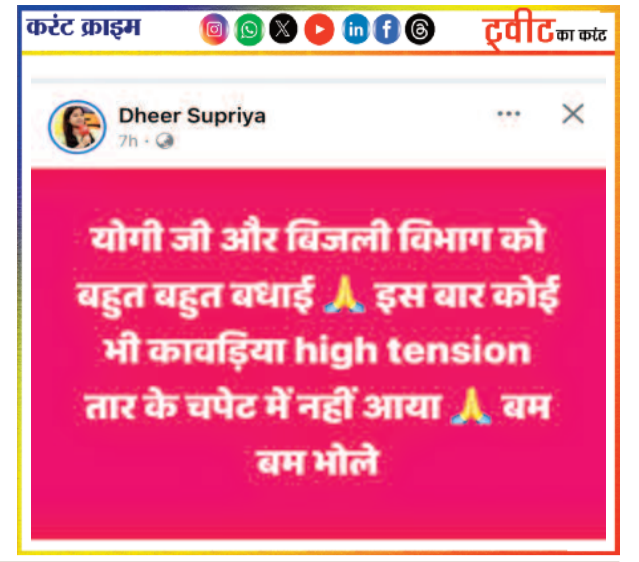 करंट क्राइम
ट्वीट का करंट
Dheer Supriya
7h
योगी जी और बिजली विभाग को
बहुत बहुत बधाई 🙏 इस बार कोई
भी कावड़िया high tension
तार के चपेट में नहीं आया 🙏 बम
बम भोले